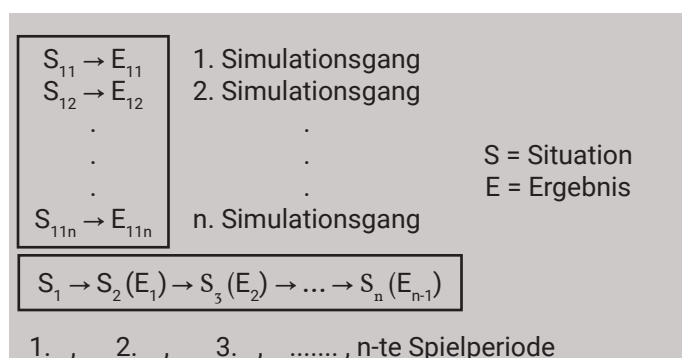 S₁₁ → E₁₁ 1. Simulationsgang
S₁₂ → E₁₂ 2. Simulationsgang
. .
. .
. .
S = Situation
E = Ergebnis
S₁₁ₙ → E₁₁ₙ n. Simulationsgang
S₁ → S₂ (E₁) → S₃ (E₂) → ... → Sₙ (Eₙ₋₁)
1. , 2. , 3. , ....... , n-te Spielperiode